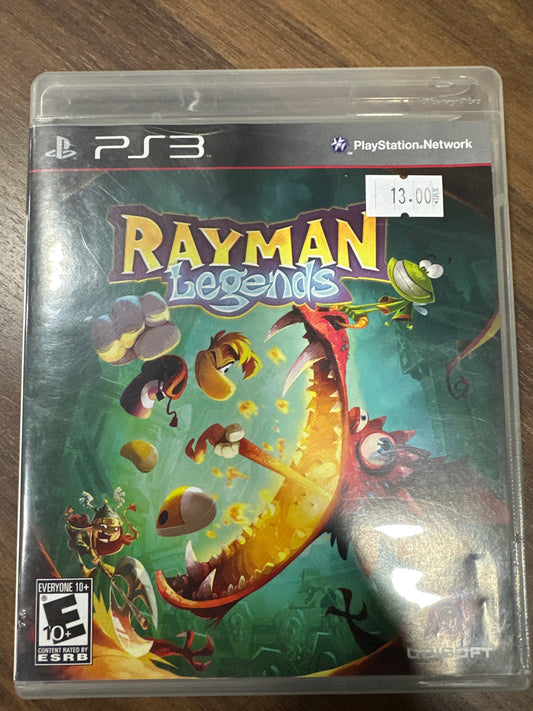 PS3
PlayStation®Network
13.00
RAYMAN
Legends
EVERYONE 10+
E
10+
CONTENT RATED BY
ESRB
UBISOFT